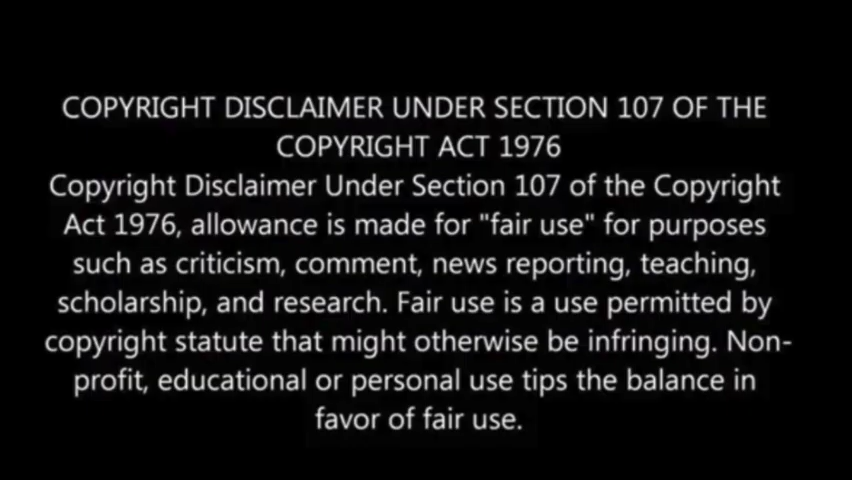 COPYRIGHT DISCLAIMER UNDER SECTION 107 OF THE
COPYRIGHT ACT 1976
Copyright Disclaimer Under Section 107 of the Copyright
Act 1976, allowance is made for "fair use" for purposes
such as criticism, comment, news reporting, teaching,
scholarship, and research. Fair use is a use permitted by
copyright statute that might otherwise be infringing. Non-
profit, educational or personal use tips the balance in
favor of fair use.